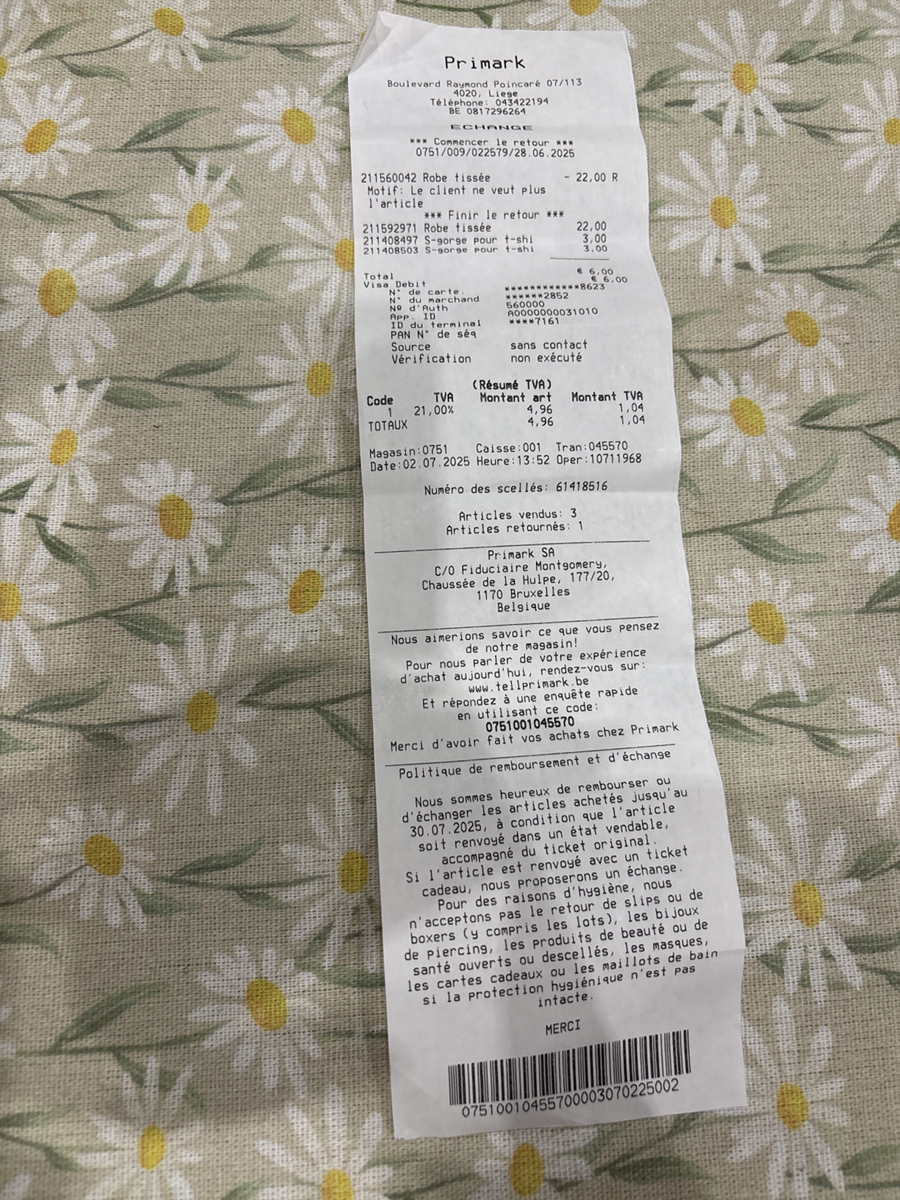 Primark
Boulevard Raymond Poincaré 07/113
4020, Liege
Téléphone: 043422194
BE 0817296264
ECHANGE
*** Commencer le retour ***
0751/009/022579/28.06.2025
211560042 Robe tissée - 22,00 R
Motif: Le client ne veut plus
l'article
*** Finir le retour ***
211592971 Robe tissée 22,00
211408497 S-gorge pour t-shi 3,00
211408503 S-gorge pour t-shi 3,00
Total € 6,00
Visa Debit € 6,00
N° de carte. ************8623
N° du marchand ******2852
Nº d'Auth 560000
App. ID A0000000031010
ID du terminal ****7161
PAN N° de séq
Source sans contact
Vérification non exécuté
(Résumé TVA)
Code TVA Montant art Montant TVA
1 21,00% 4,96 1,04
TOTAUX 4,96 1,04
Magasin:0751 Caisse:001 Tran:045570
Date:02.07.2025 Heure:13:52 Oper:10711968
Numéro des scellés: 61418516
Articles vendus: 3
Articles retournés: 1
Primark SA
C/O Fiduciaire Montgomery,
Chaussée de la Hulpe, 177/20,
1170 Bruxelles
Belgique
Nous aimerions savoir ce que vous pensez
de notre magasin!
Pour nous parler de votre expérience
d'achat aujourd'hui, rendez-vous sur:
www.tellprimark.be
Et répondez à une enquête rapide
en utilisant ce code:
0751001045570
Merci d'avoir fait vos achats chez Primark
Politique de remboursement et d'échange
Nous sommes heureux de rembourser ou
d'échanger les articles achetés jusqu'au
30.07.2025, à condition que l'article
soit renvoyé dans un état vendable,
accompagné du ticket original.
Si l'article est renvoyé avec un ticket
cadeau, nous proposerons un échange.
Pour des raisons d'hygiène, nous
n'acceptons pas le retour de slips ou de
boxers (y compris les lots), les bijoux
de piercing, les produits de beauté ou de
santé ouverts ou descellés, les masques,
les cartes cadeaux ou les maillots de bain
si la protection hygiénique n'est pas
intacte.
MERCI
07510010455700003070225002